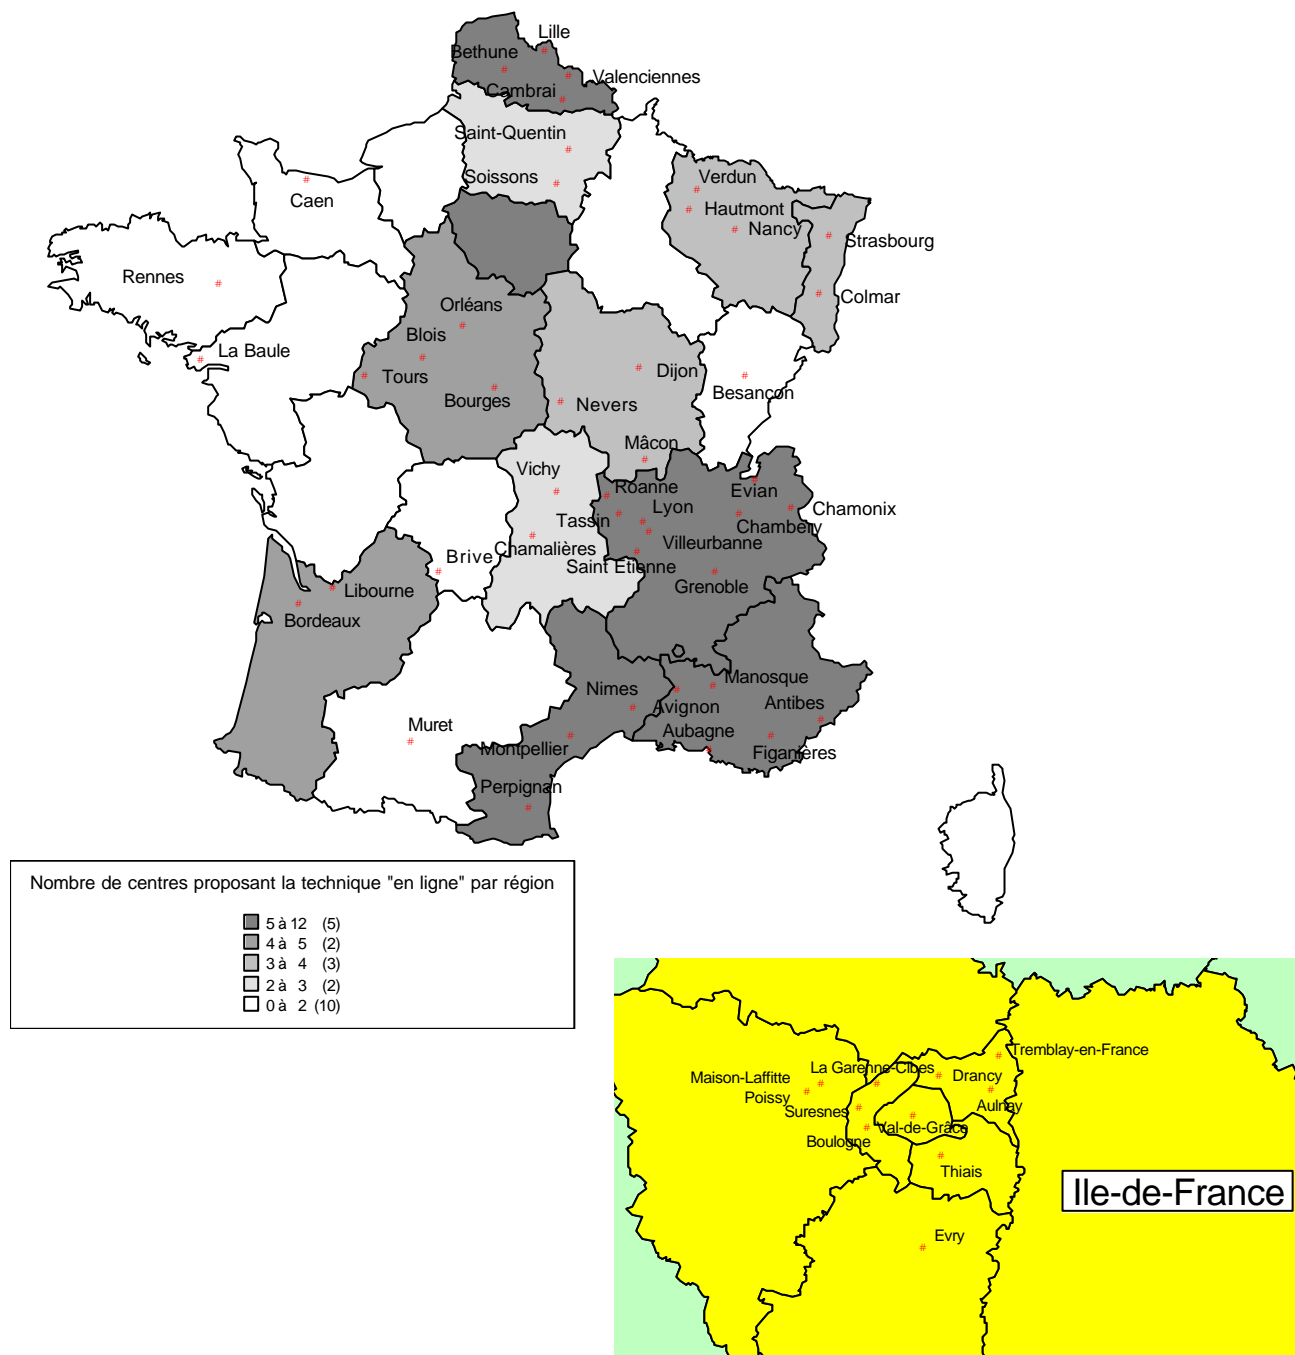 Lille
Bethune
Valenciennes
Cambrai
Saint-Quentin
Soissons
Verdun
Caen
Hautmont
Nancy
Strasbourg
Rennes
Colmar
Orléans
Blois
La Baule
Tours
Dijon
Bourges
Besançon
Nevers
Mâcon
Vichy
Roanne
Evian
Lyon
Chamonix
Tassin
Chambéry
Villeurbanne
Chamalières
Brive
Saint Etienne
Grenoble
Libourne
Bordeaux
Manosque
Nimes
Antibes
Avignon
Muret
Aubagne
Montpellier
Figanières
Perpignan
Nombre de centres proposant la technique "en ligne" par région
5 à 12 (5)
4 à 5 (2)
3 à 4 (3)
2 à 3 (2)
0 à 2 (10)
Tremblay-en-France
La Garenne-Clbes
Maison-Laffitte
Drancy
Poissy
Aulnay
Suresnes
Val-de-Grâce
Boulogne
Thiais
Ile-de-France
Evry